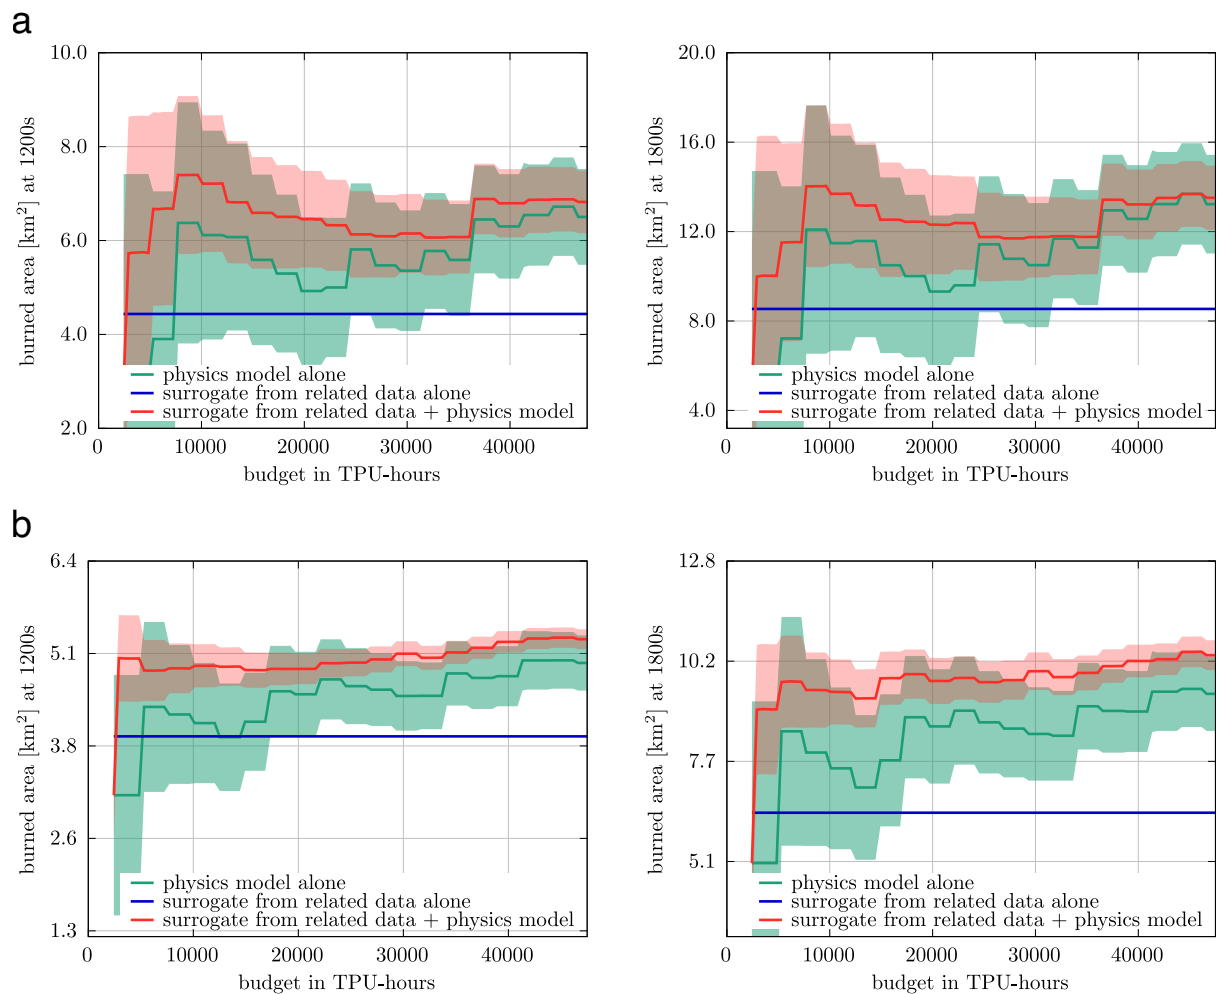 a
10.0
8.0
6.0
4.0
2.0
burned area [km²] at 1200s
physics model alone
surrogate from related data alone
surrogate from related data + physics model
0
10000
20000
30000
40000
budget in TPU-hours
20.0
16.0
12.0
8.0
4.0
burned area [km²] at 1800s
physics model alone
surrogate from related data alone
surrogate from related data + physics model
0
10000
20000
30000
40000
budget in TPU-hours
b
6.4
5.1
3.8
2.6
1.3
burned area [km²] at 1200s
physics model alone
surrogate from related data alone
surrogate from related data + physics model
0
10000
20000
30000
40000
budget in TPU-hours
12.8
10.2
7.7
5.1
burned area [km²] at 1800s
physics model alone
surrogate from related data alone
surrogate from related data + physics model
0
10000
20000
30000
40000
budget in TPU-hours